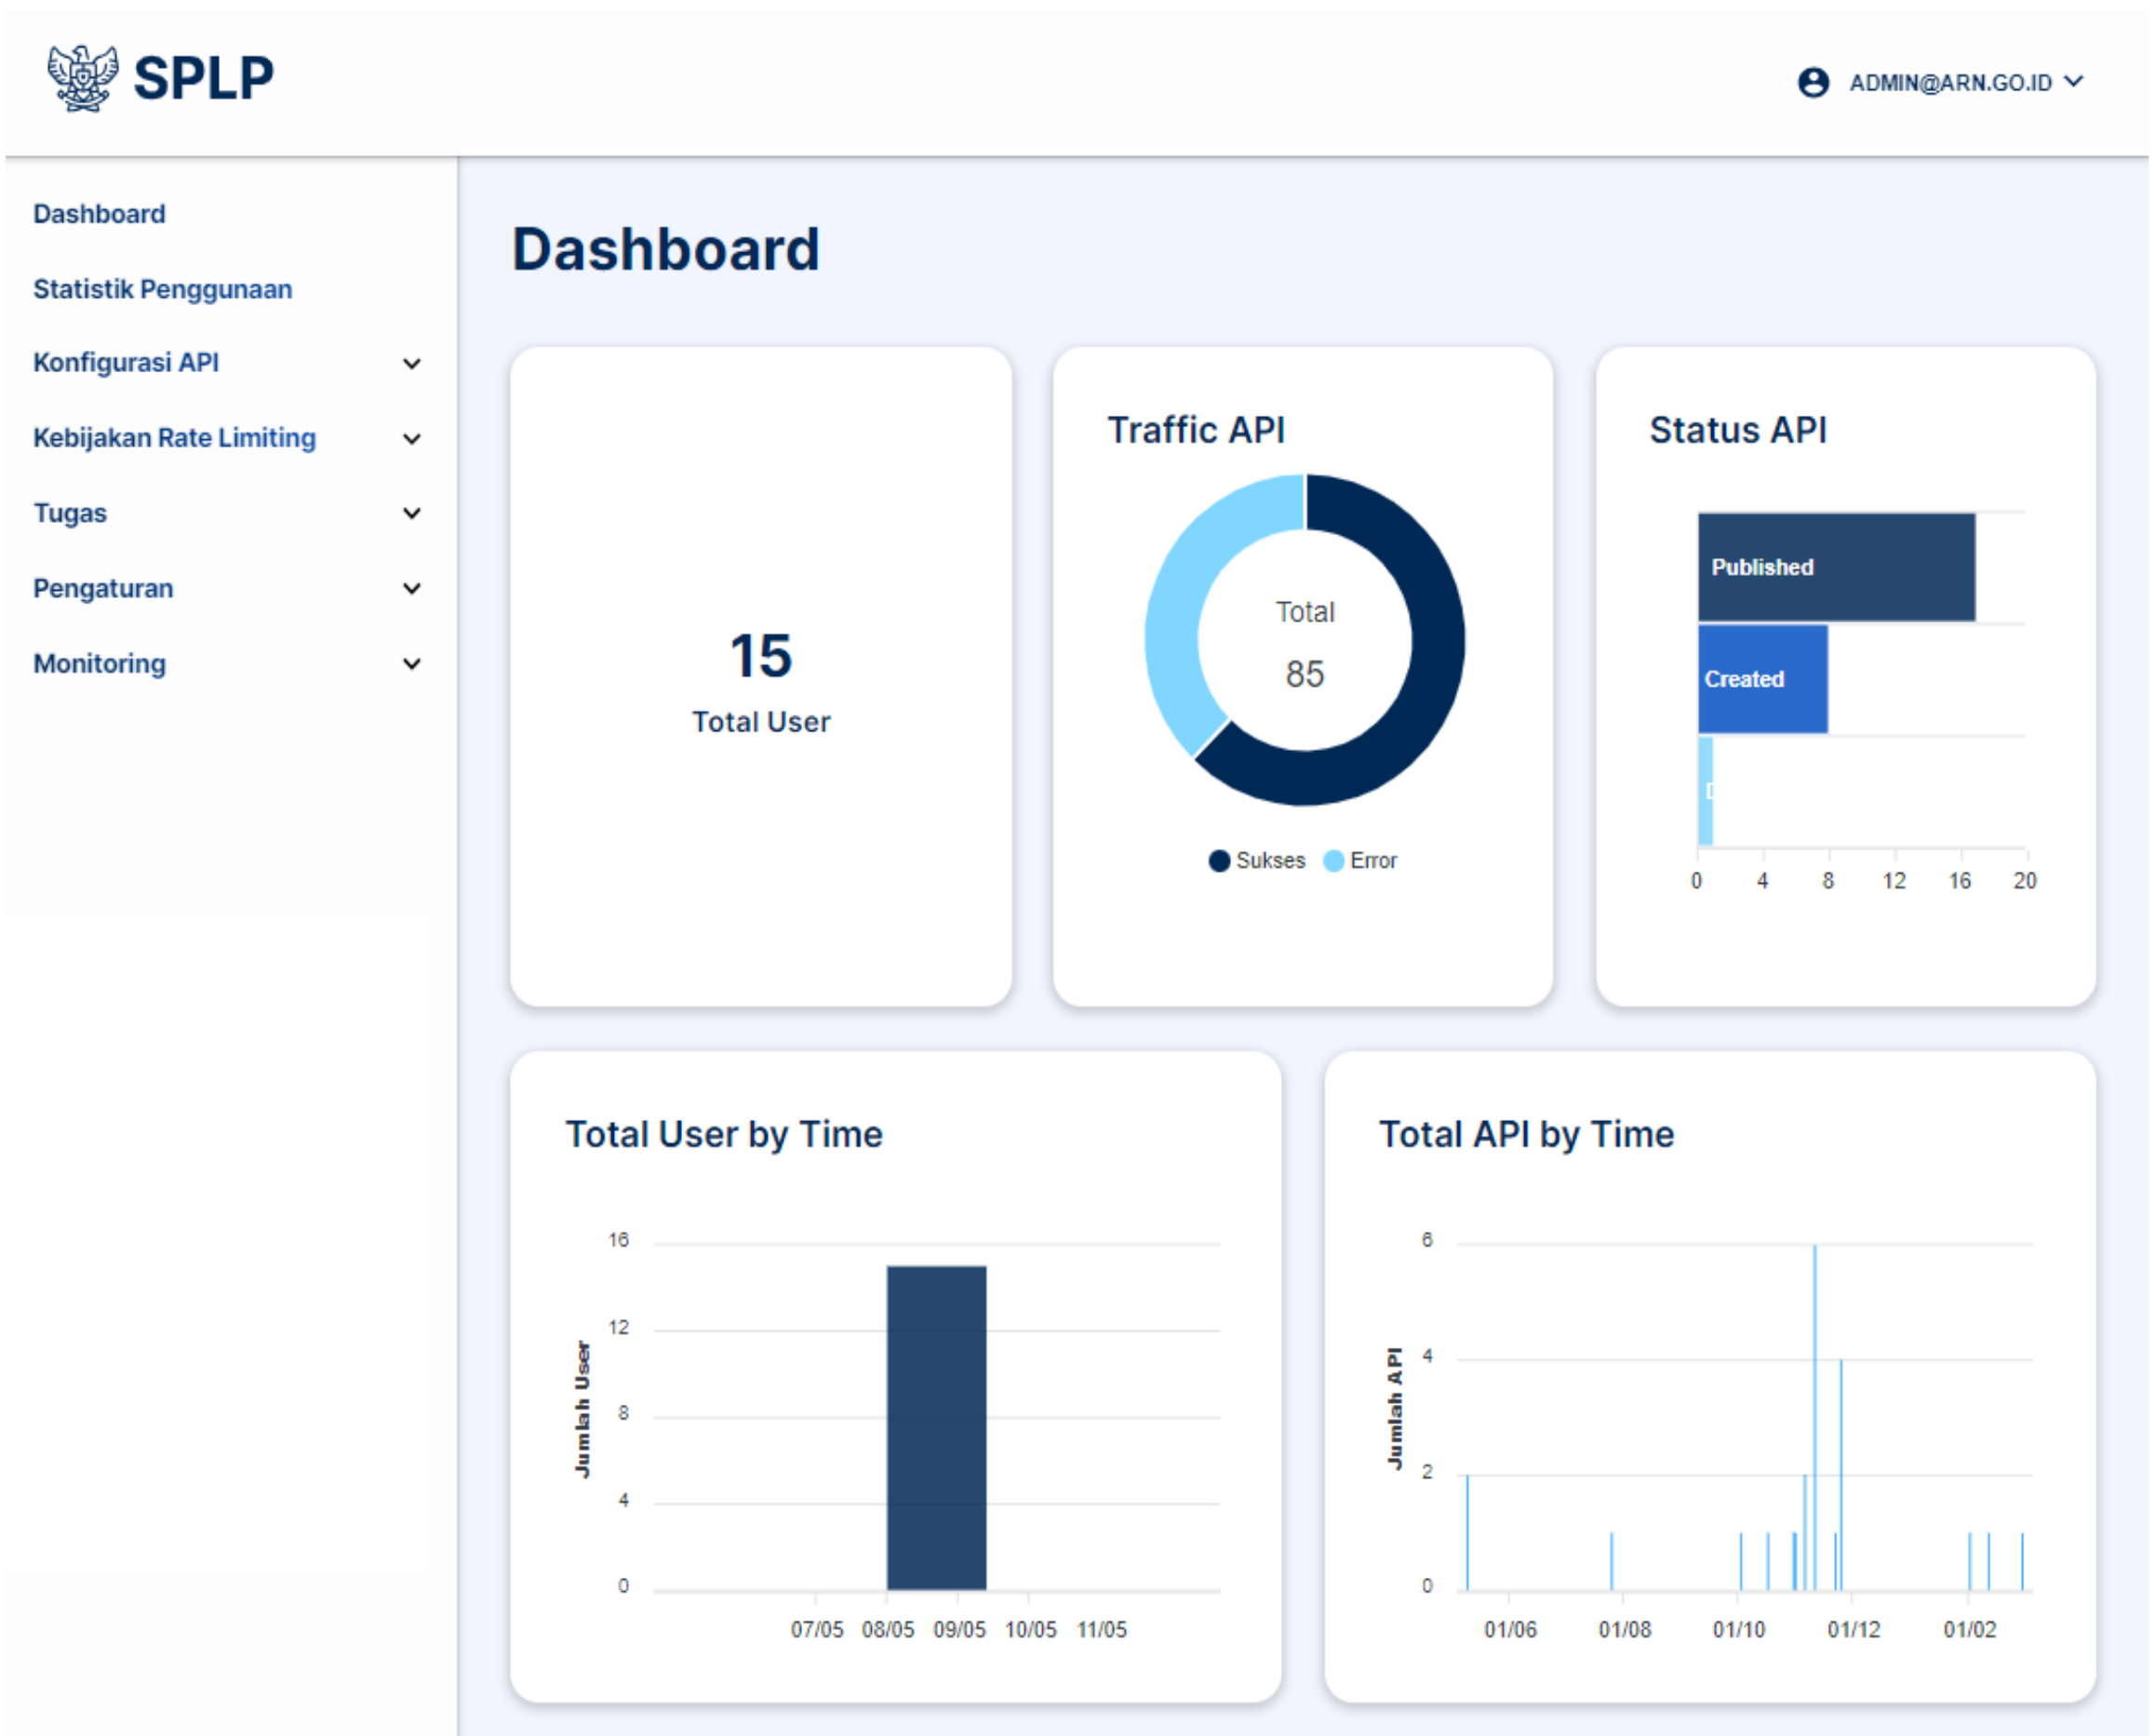 SPLP
ADMIN@ARN.GO.ID
Dashboard
Statistik Penggunaan
Konfigurasi API
Kebijakan Rate Limiting
Tugas
Pengaturan
Monitoring
Dashboard
15
Total User
Traffic API
Total
85
Sukses
Error
Status API
Published
Created
0 4 8 12 16 20
Total User by Time
Jumlah User
16
12
8
4
0
07/05 08/05 09/05 10/05 11/05
Total API by Time
Jumlah API
6
4
2
0
01/06 01/08 01/10 01/12 01/02